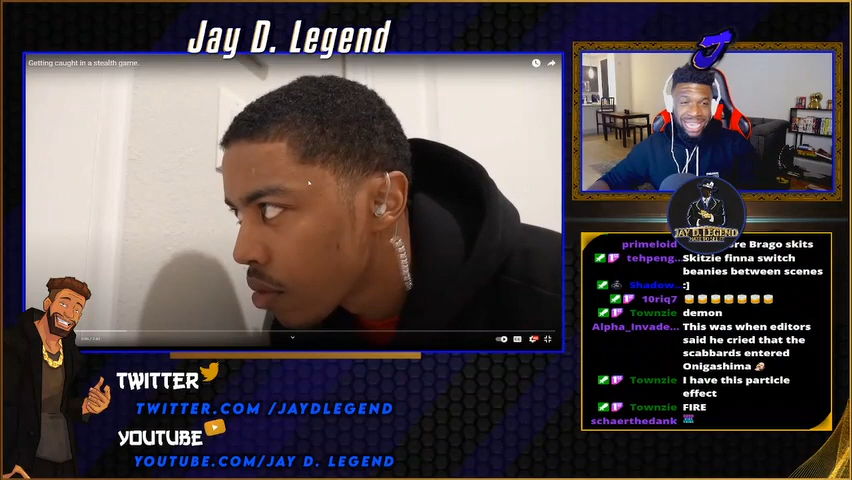 Jay D. Legend
Getting caught in a stealth game.
JAY D. LEGEND
primeloid
re Brago skits
tehpeng... Skitzie finna switch
beanies between scenes
Shadow... :]
10riq7
Townzie demon
Alpha_Invade... This was when editors
said he cried that the
scabbards entered
Onigashima
Townzie I have this particle
effect
Townzie FIRE
schaerthedank
TWITTER
TWITTER.COM /JAYDLEGEND
YOUTUBE
YOUTUBE.COM/JAY D. LEGEND